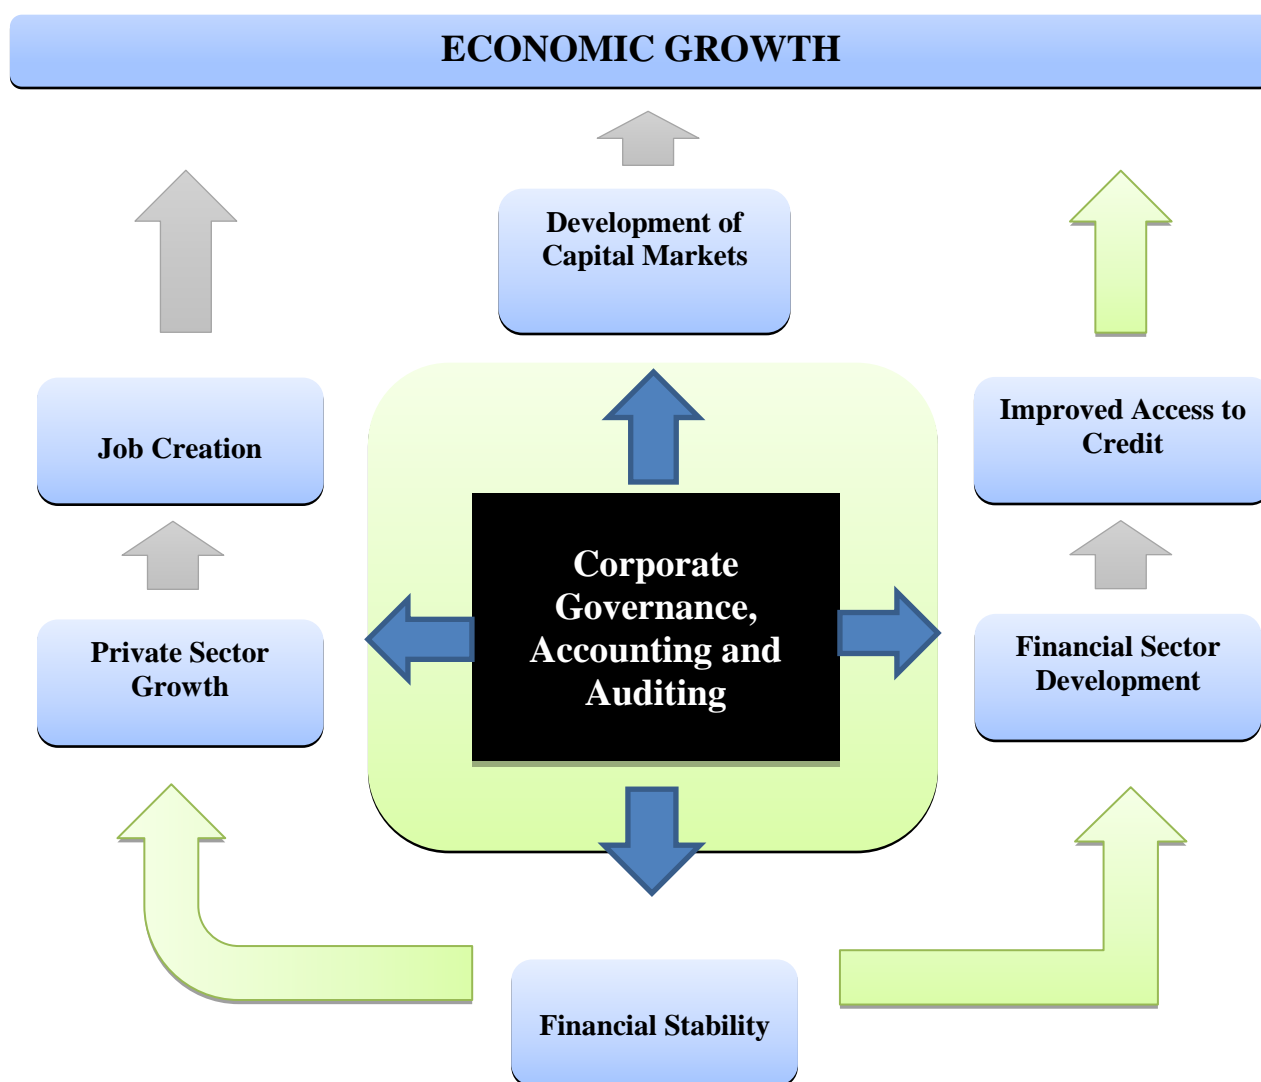 ECONOMIC GROWTH
Development of
Capital Markets
Job Creation
Improved Access to
Credit
Corporate
Governance,
Accounting and
Auditing
Private Sector
Growth
Financial Sector
Development
Financial Stability